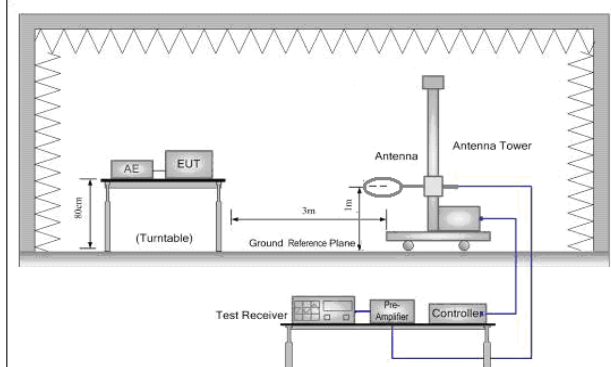 AE
EUT
80cm
(Turntable)
3m
1m
Ground Reference Plane
Antenna
Antenna Tower
Test Receiver
Pre-
Amplifier
Controller